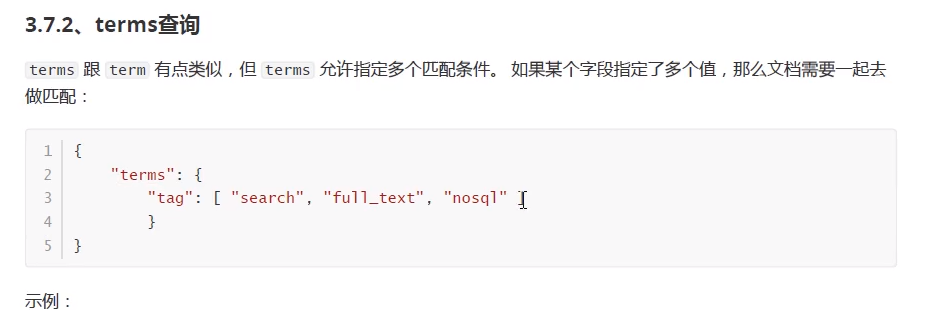 3.7.2、terms查询
terms 跟 term 有点类似，但 terms 允许指定多个匹配条件。 如果某个字段指定了多个值，那么文档需要一起去
做匹配：
1 {
2     "terms": {
3         "tag": [ "search", "full_text", "nosql" ]
4         }
5 }
示例：